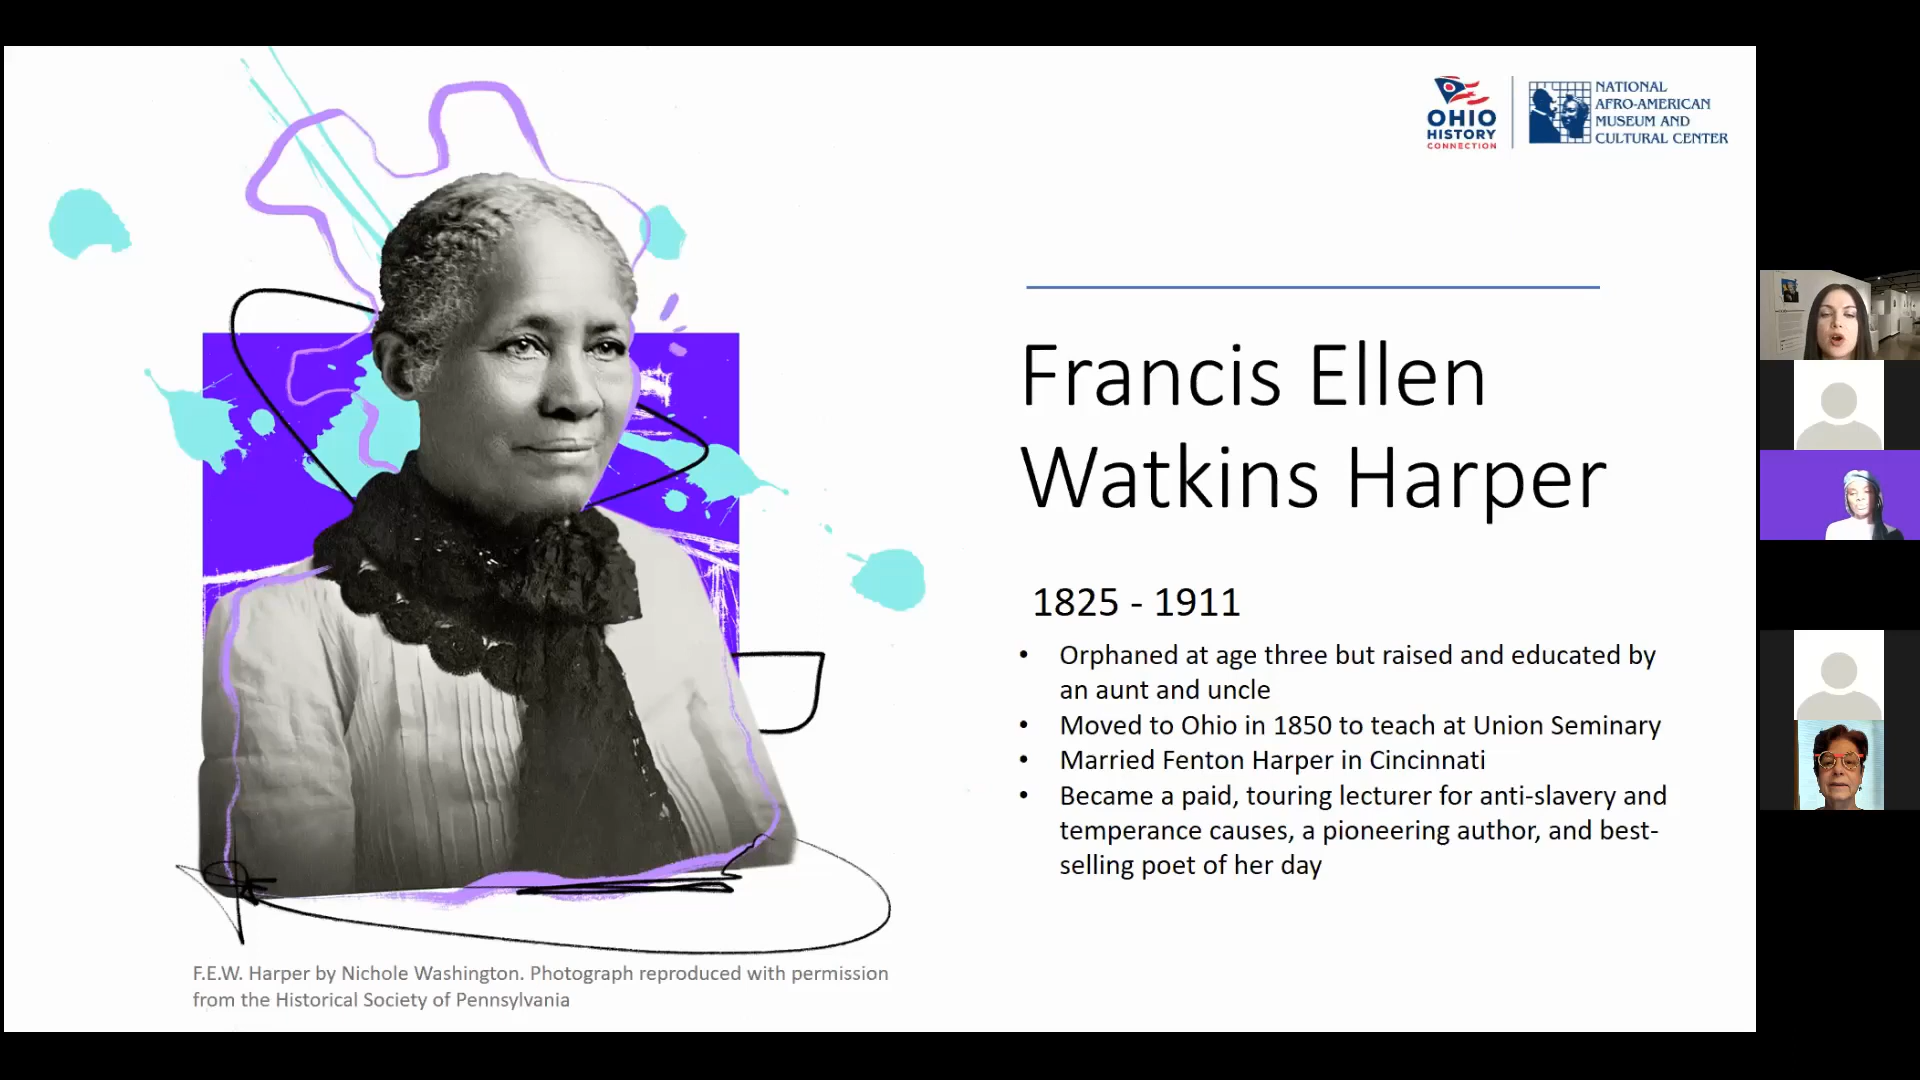 OHIO
HISTORY
CONNECTION
NATIONAL
AFRO-AMERICAN
MUSEUM AND
CULTURAL CENTER
Francis Ellen
Watkins Harper
1825 - 1911
• Orphaned at age three but raised and educated by
an aunt and uncle
• Moved to Ohio in 1850 to teach at Union Seminary
• Married Fenton Harper in Cincinnati
• Became a paid, touring lecturer for anti-slavery and
temperance causes, a pioneering author, and best-
selling poet of her day
F.E.W. Harper by Nichole Washington. Photograph reproduced with permission
from the Historical Society of Pennsylvania